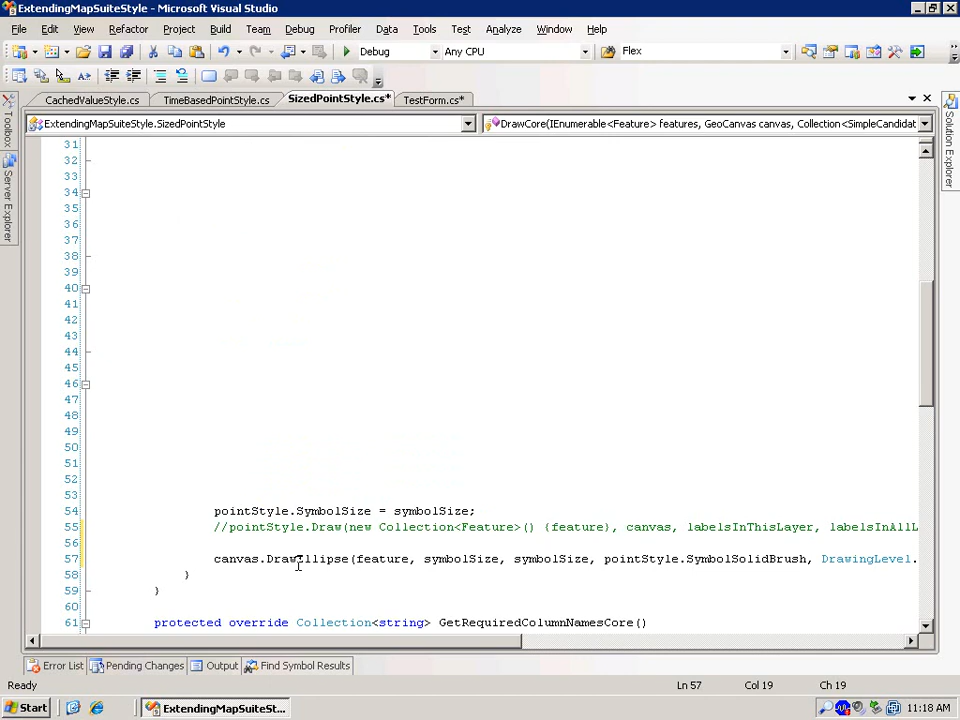 ExtendingMapSuiteStyle - Microsoft Visual Studio
File Edit View Refactor Project Build Team Debug Profiler Data Tools Test Analyze Window Help
Debug Any CPU Flex
CachedValueStyle.cs TimeBasedPointStyle.cs SizedPointStyle.cs* TestForm.cs*
ExtendingMapSuiteStyle.SizedPointStyle DrawCore(IEnumerable<Feature> features, GeoCanvas canvas, Collection<SimpleCandidat
Toolbox
Server Explorer
Solution Explorer
31
32
33
34
35
36
37
38
39
40
41
42
43
44
45
46
47
48
49
50
51
52
53
54 pointStyle.SymbolSize = symbolSize;
55 //pointStyle.Draw(new Collection<Feature>() {feature}, canvas, labelsInThisLayer, labelsInAllL
56
57 canvas.DrawEllipse(feature, symbolSize, symbolSize, pointStyle.SymbolSolidBrush, DrawingLevel.
58 }
59 }
60
61 protected override Collection<string> GetRequiredColumnNamesCore()
Error List Pending Changes Output Find Symbol Results
Ready Ln 57 Col 19 Ch 19
Start ExtendingMapSuiteSt... 11:18 AM